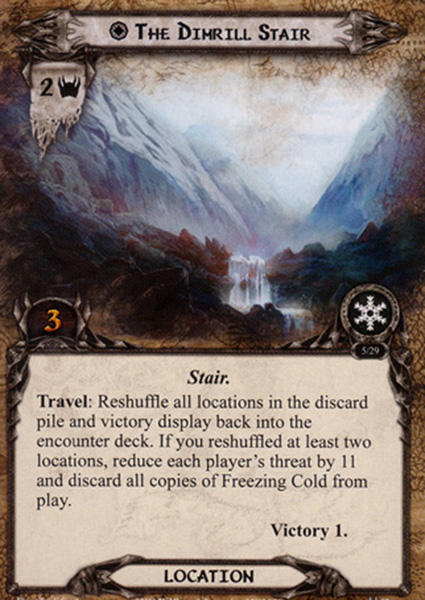 The Dimrill Stair
2
3
5/29
Stair.
Travel: Reshuffle all locations in the discard
pile and victory display back into the
encounter deck. If you reshuffled at least two
locations, reduce each player's threat by 11
and discard all copies of Freezing Cold from
play.
Victory 1.
LOCATION